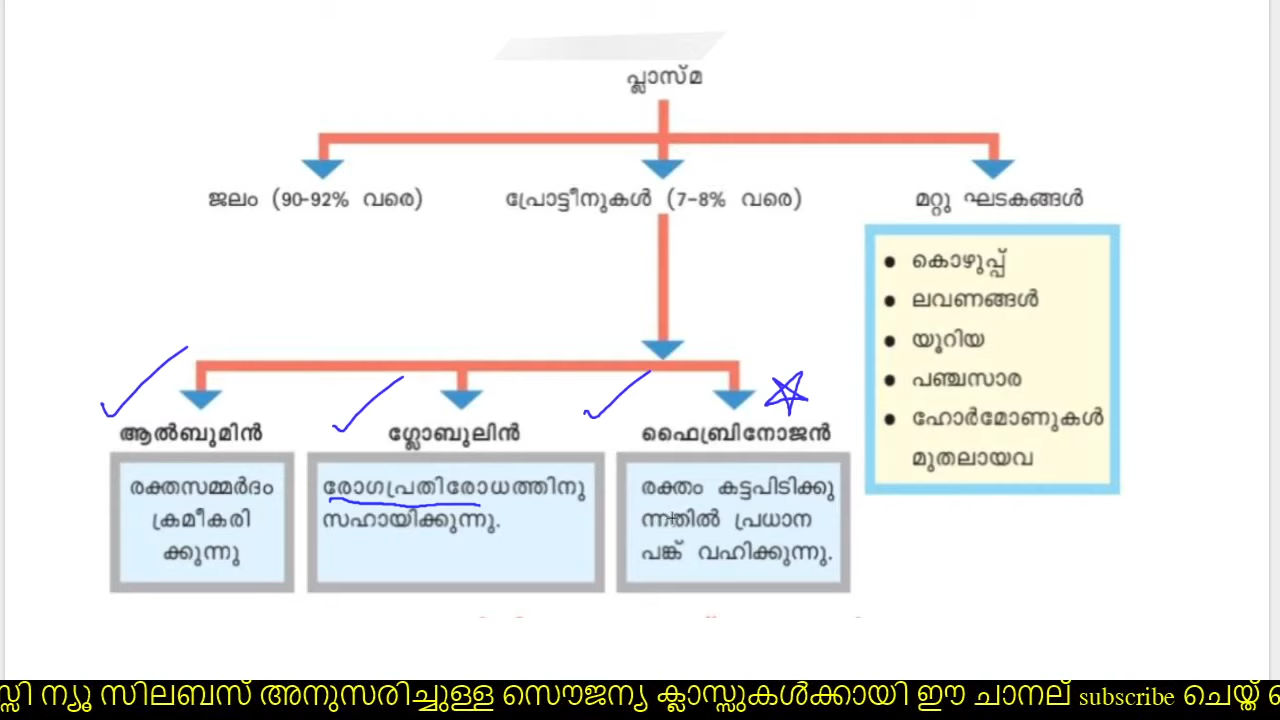 പ്ലാസ്മ
ജലം (90-92% വരെ)
പ്രോട്ടീനുകൾ (7-8% വരെ)
മറ്റു ഘടകങ്ങൾ
● കൊഴുപ്പ്
● ലവണങ്ങൾ
● യൂറിയ
● പഞ്ചസാര
● ഹോർമോണുകൾ
മുതലായവ
ആൽബുമിൻ
രക്തസമ്മർദം
ക്രമീകരി
ക്കുന്നു
ഗ്ലോബുലിൻ
രോഗപ്രതിരോധത്തിനു
സഹായിക്കുന്നു.
ഫൈബ്രിനോജൻ
രക്തം കട്ടപിടിക്കു
ന്നതിൽ പ്രധാന
പങ്ക് വഹിക്കുന്നു.
ന്യൂ സിലബസ് അനുസരിച്ചുള്ള സൌജന്യ ക്ലാസ്സുകൾക്കായി ഈ ചാനല് subscribe ചെയ്ത്